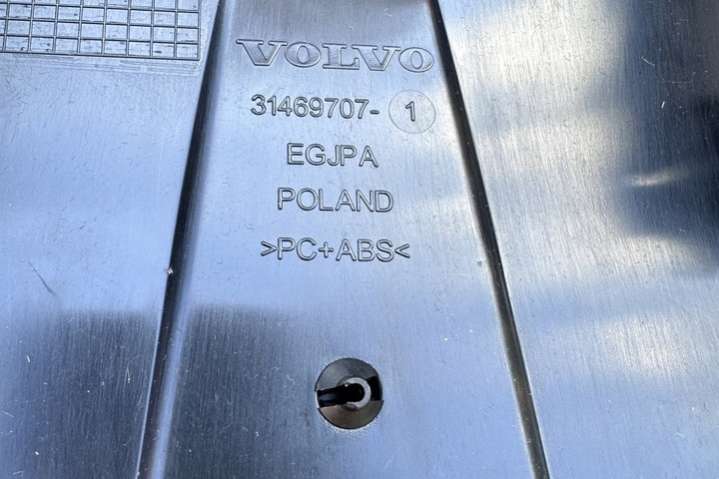 VOLVO
31469707- 1
EGJPA
POLAND
>PC+ABS<